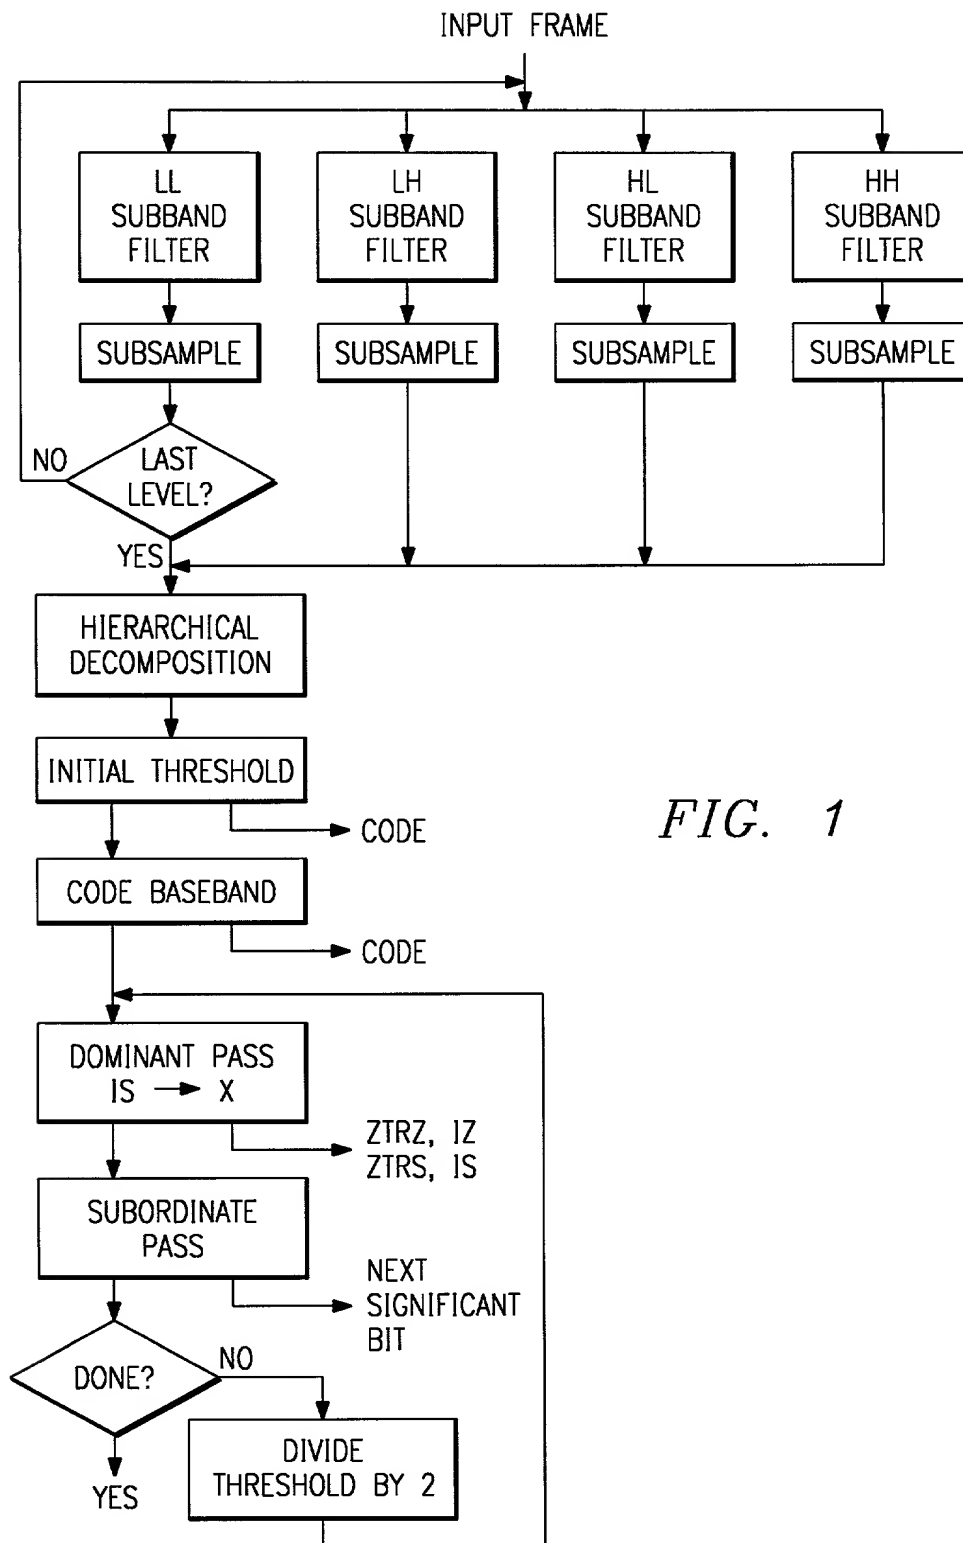 INPUT FRAME
LL
SUBBAND
FILTER
LH
SUBBAND
FILTER
HL
SUBBAND
FILTER
HH
SUBBAND
FILTER
SUBSAMPLE
SUBSAMPLE
SUBSAMPLE
SUBSAMPLE
NO
LAST
LEVEL?
YES
HIERARCHICAL
DECOMPOSITION
INITIAL THRESHOLD
CODE
FIG. 1
CODE BASEBAND
CODE
DOMINANT PASS
IS → X
ZTRZ, IZ
ZTRS, IS
SUBORDINATE
PASS
NEXT
SIGNIFICANT
BIT
DONE?
NO
YES
DIVIDE
THRESHOLD BY 2